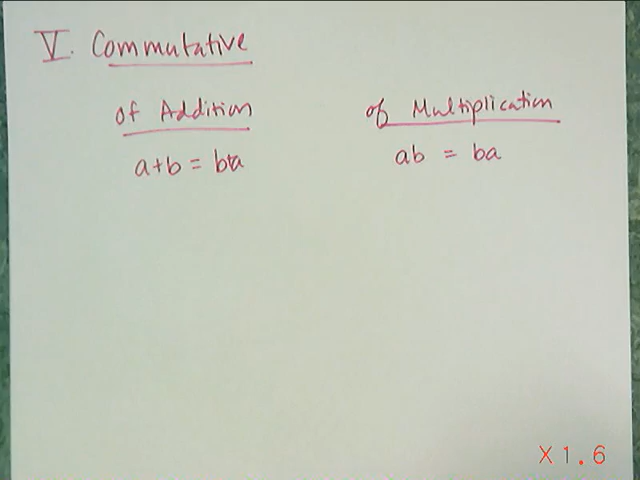 V. Commutative
of Addition
a+b = b+a
of Multiplication
ab = ba
X1.6